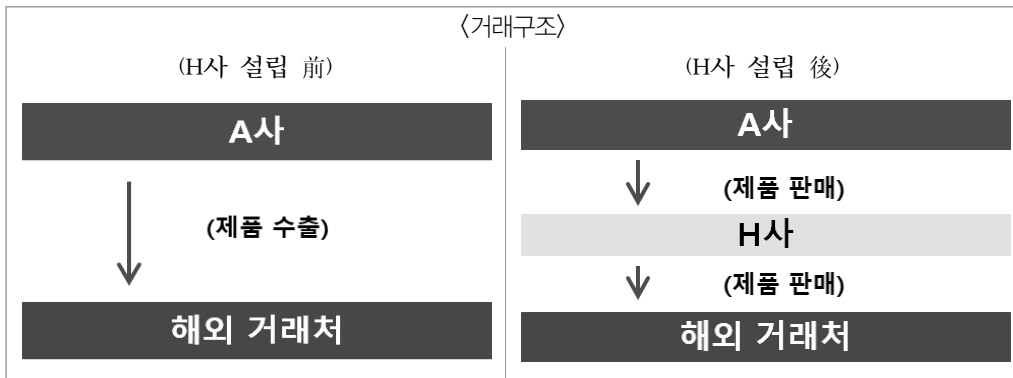 〈거래구조〉
(H사 설립 前)
A사
(제품 수출)
해외 거래처
(H사 설립 後)
A사
(제품 판매)
H사
(제품 판매)
해외 거래처